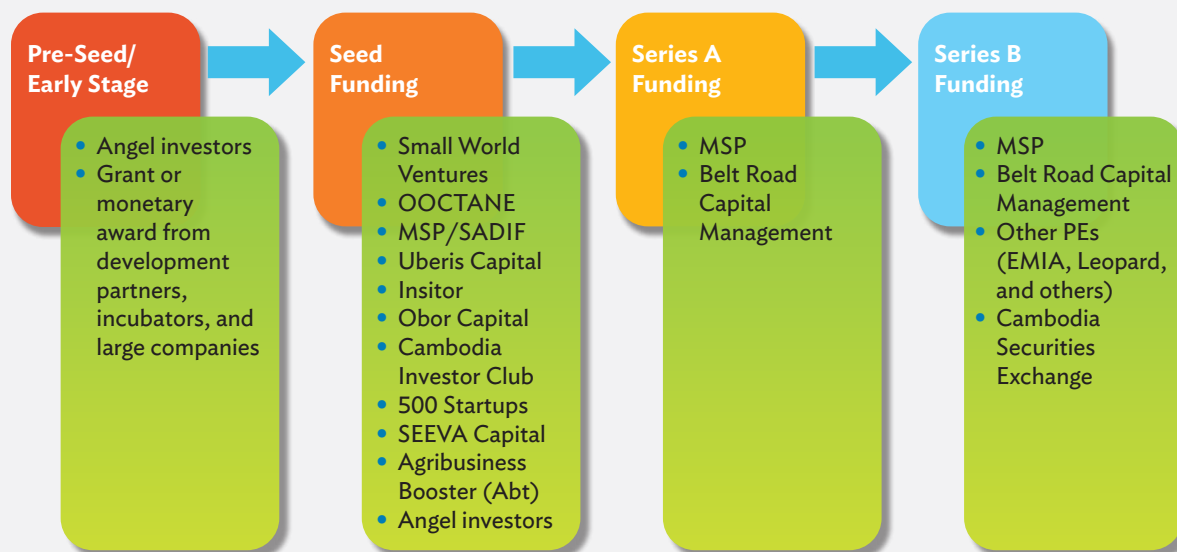 Pre-Seed/
Early Stage
• Angel investors
• Grant or
monetary
award from
development
partners,
incubators, and
large companies
Seed
Funding
• Small World
Ventures
• OOCTANE
• MSP/SADIF
• Uberis Capital
• Insitor
• Obor Capital
• Cambodia
Investor Club
• 500 Startups
• SEEVA Capital
• Agribusiness
Booster (Abt)
• Angel investors
Series A
Funding
• MSP
• Belt Road
Capital
Management
Series B
Funding
• MSP
• Belt Road Capital
Management
• Other PEs
(EMIA, Leopard,
and others)
• Cambodia
Securities
Exchange